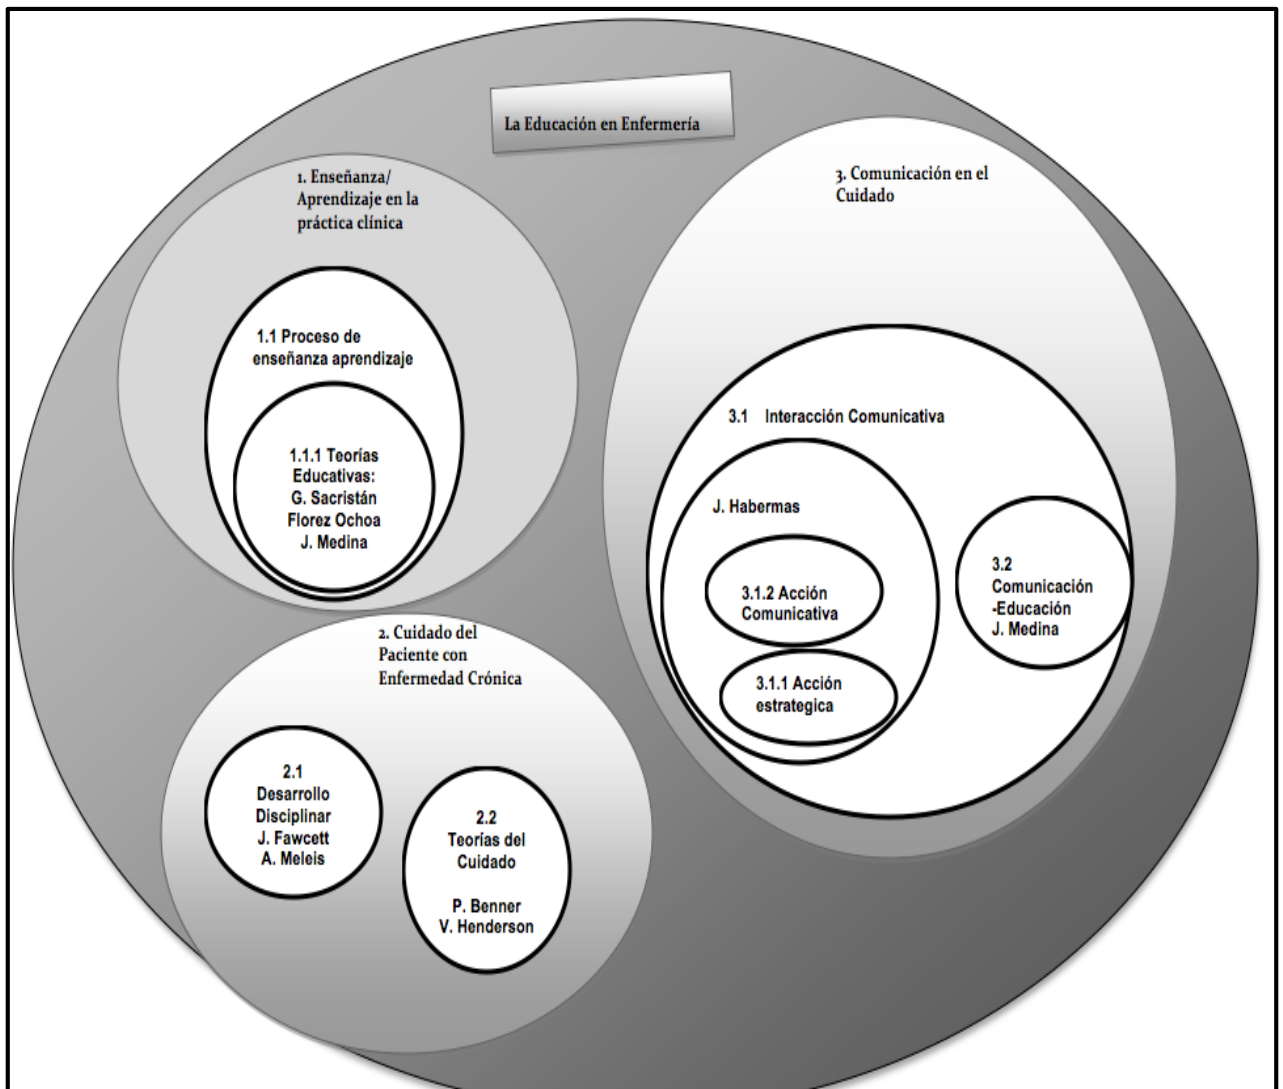 La Educación en Enfermería
1. Enseñanza/
Aprendizaje en la
práctica clínica
1.1 Proceso de
enseñanza aprendizaje
1.1.1 Teorías
Educativas:
G. Sacristán
Florez Ochoa
J. Medina
2. Cuidado del
Paciente con
Enfermedad Crónica
2.1
Desarrollo
Disciplinar
J. Fawcett
A. Meleis
2.2
Teorías del
Cuidado
P. Benner
V. Henderson
3. Comunicación en el
Cuidado
3.1 Interacción Comunicativa
J. Habermas
3.1.2 Acción
Comunicativa
3.1.1 Acción
estrategica
3.2
Comunicación
-Educación
J. Medina